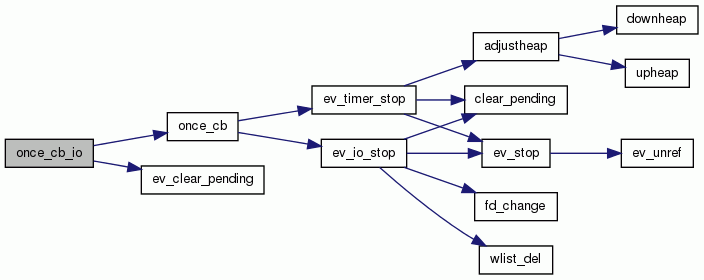 once_cb_io
once_cb
ev_clear_pending
ev_timer_stop
ev_io_stop
adjustheap
clear_pending
ev_stop
fd_change
wlist_del
downheap
upheap
ev_unref